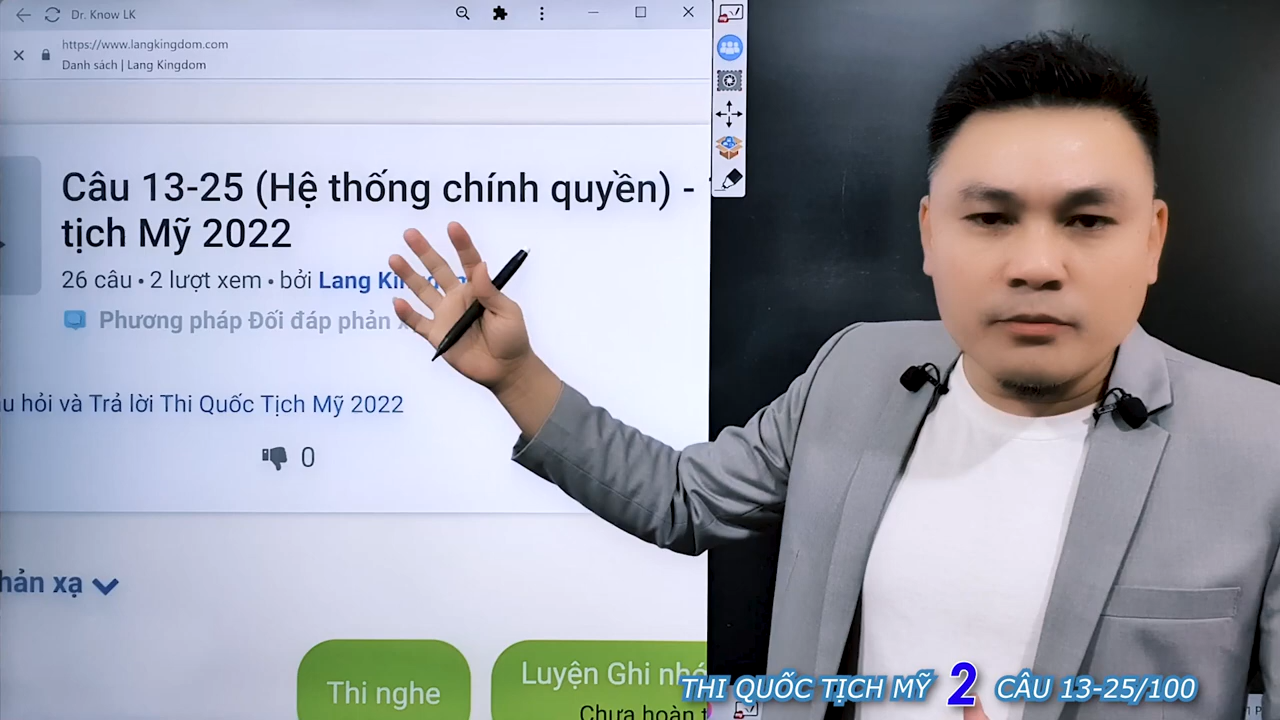 Dr. Know LK
https://www.langkingdom.com
Danh sách | Lang Kingdom
Câu 13-25 (Hệ thống chính quyền) -
tịch Mỹ 2022
26 câu • 2 lượt xem • bởi Lang Kingdom
Phương pháp Đối đáp phản
hỏi và Trả lời Thi Quốc Tịch Mỹ 2022
0
phản xạ
Thi nghe
Luyện Ghi nhớ
Chưa hoàn
THI QUỐC TỊCH MỸ 2 CÂU 13-25/100